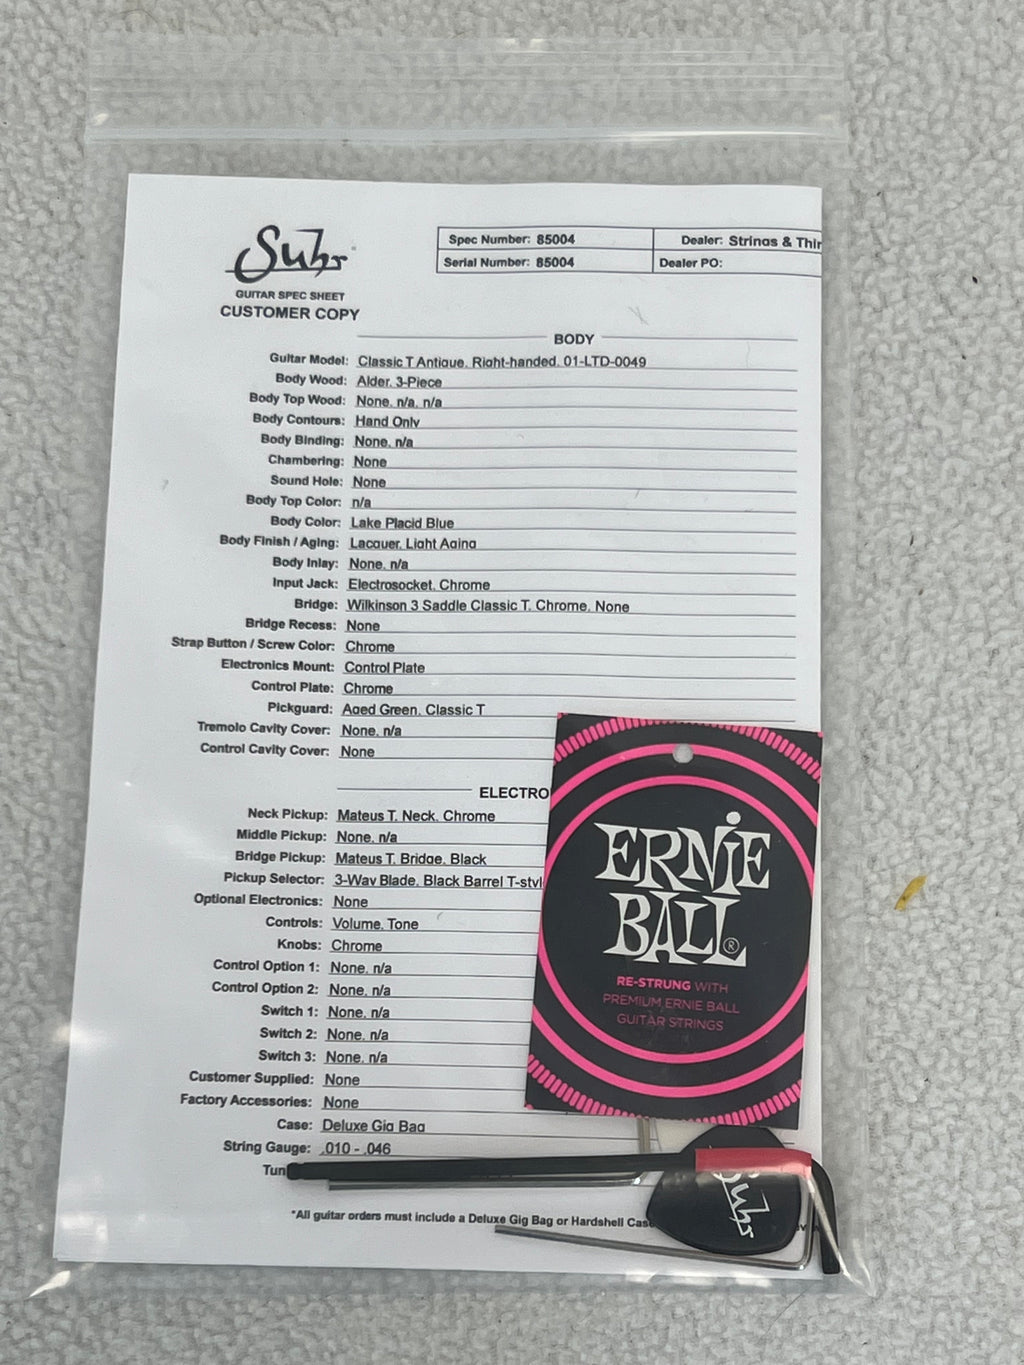 Suhr
GUITAR SPEC SHEET
CUSTOMER COPY
Spec Number: 85004
Dealer: Strings &
Serial Number: 85004
Dealer PO:
BODY
Guitar Model: Classic T Antique, Right-handed, 01-LTD-0049
Body Wood: Alder, 3-Piece
Body Top Wood: None, n/a, n/a
Body Contours: Hand Only
Body Binding: None, n/a
Chambering: None
Sound Hole: None
Body Top Color: n/a
Body Color: Lake Placid Blue
Body Finish / Aging: Lacquer, Light Aging
Body Inlay: None, n/a
Input Jack: Electrosocket, Chrome
Bridge: Wilkinson 3 Saddle Classic T, Chrome, None
Bridge Recess: None
Strap Button / Screw Color: Chrome
Electronics Mount: Control Plate
Control Plate: Chrome
Pickguard: Aged Green, Classic T
Tremolo Cavity Cover: None, n/a
Control Cavity Cover: None
ELECTRO
Neck Pickup: Mateus T, Neck, Chrome
Middle Pickup: None, n/a
Bridge Pickup: Mateus T, Bridge, Black
Pickup Selector: 3-Way Blade, Black Barrel T-styl
Optional Electronics: None
Controls: Volume, Tone
Knobs: Chrome
Control Option 1: None, n/a
Control Option 2: None, n/a
Switch 1: None, n/a
Switch 2: None, n/a
Switch 3: None, n/a
Customer Supplied: None
Factory Accessories: None
Case: Deluxe Gig Bag
String Gauge: .010 - .046
Tun
*All guitar orders must include a Deluxe Gig Bag or Hardshell Case
ERNIE
BALL®
RE-STRUNG WITH
PREMIUM ERNIE BALL
GUITAR STRINGS
Suhr